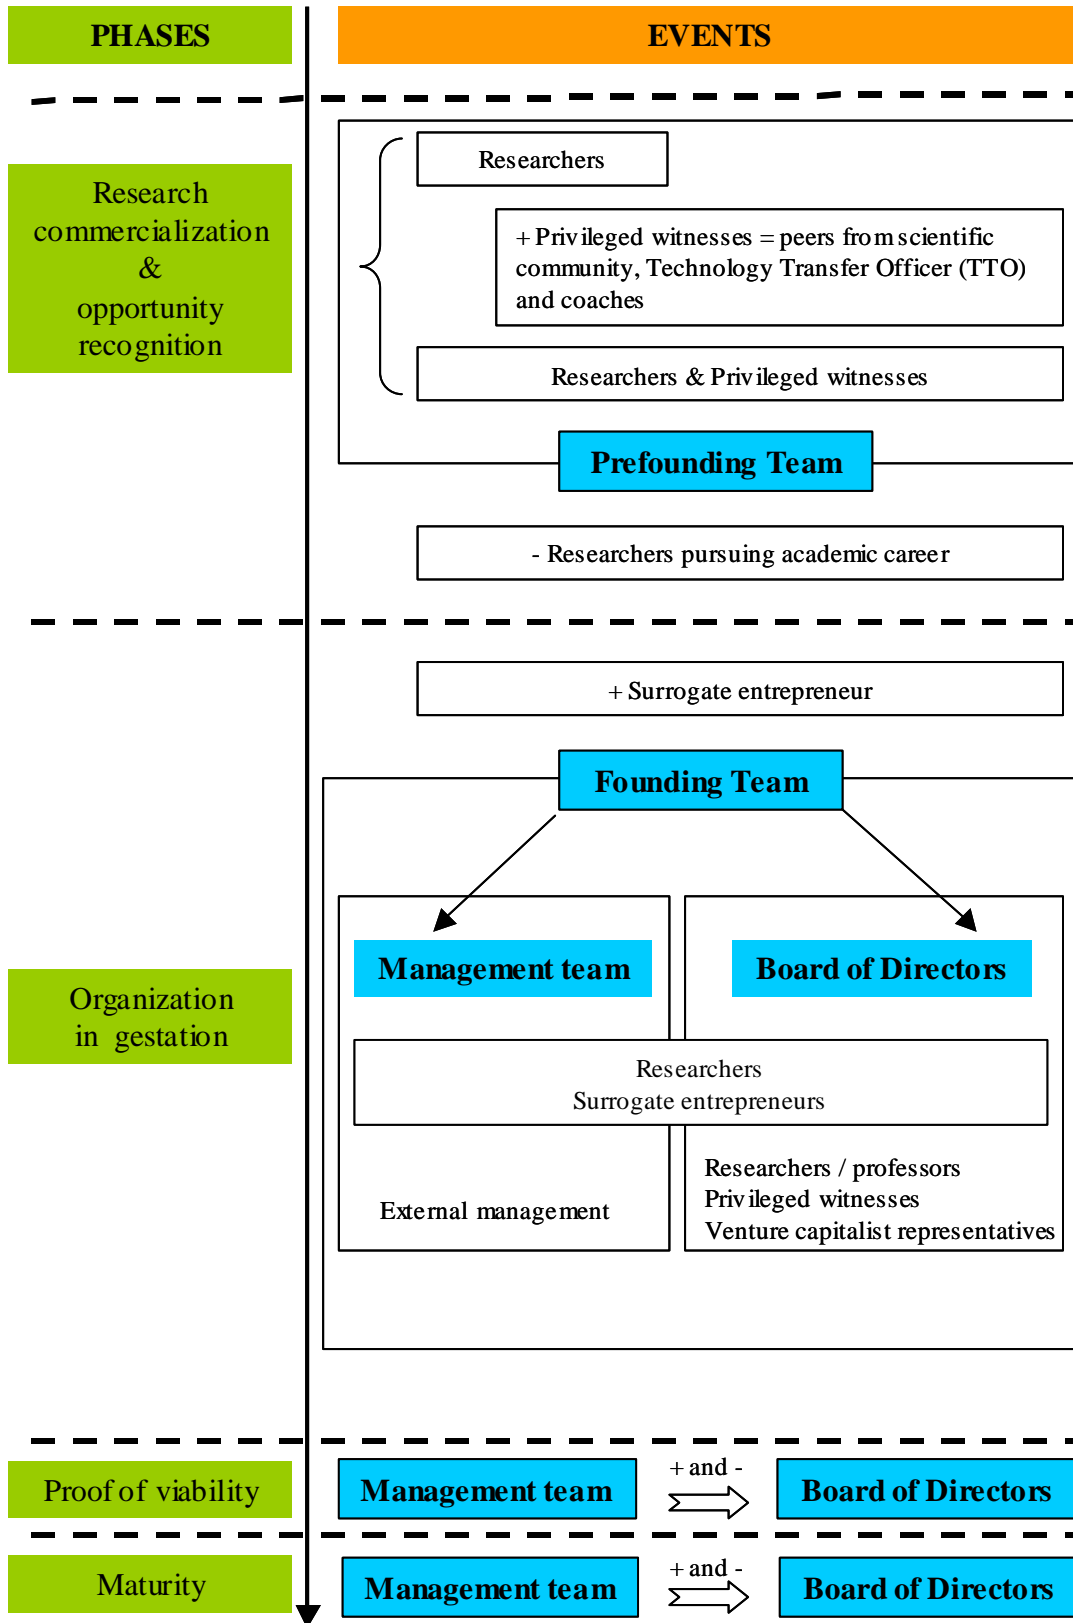 PHASES
EVENTS
Research
commercialization
&
opportunity
recognition
Researchers
+ Privileged witnesses = peers from scientific
community, Technology Transfer Officer (TTO)
and coaches
Researchers & Privileged witnesses
Prefounding Team
- Researchers pursuing academic career
+ Surrogate entrepreneur
Founding Team
Organization
in gestation
Management team
Board of Directors
Researchers
Surrogate entrepreneurs
External management
Researchers / professors
Privileged witnesses
Venture capitalist representatives
Proof of viability
Management team
+ and -
Board of Directors
Maturity
Management team
+ and -
Board of Directors